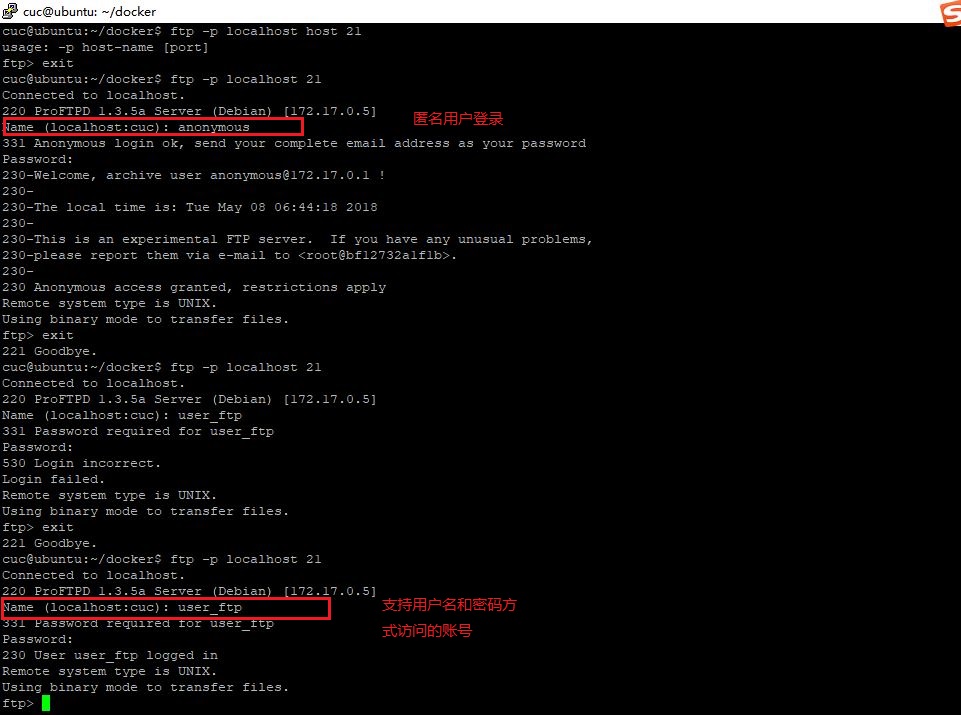 cuc@ubuntu: ~/docker
cuc@ubuntu:~/docker$ ftp -p localhost host 21
usage: -p host-name [port]
ftp> exit
cuc@ubuntu:~/docker$ ftp -p localhost 21
Connected to localhost.
220 ProFTPD 1.3.5a Server (Debian) [172.17.0.5]
匿名用户登录
Name (localhost:cuc): anonymous
331 Anonymous login ok, send your complete email address as your password
Password:
230-Welcome, archive user anonymous@172.17.0.1 !
230-
230-The local time is: Tue May 08 06:44:18 2018
230-
230-This is an experimental FTP server.  If you have any unusual problems,
230-please report them via e-mail to <root@bf12732a1f1b>.
230-
230 Anonymous access granted, restrictions apply
Remote system type is UNIX.
Using binary mode to transfer files.
ftp> exit
221 Goodbye.
cuc@ubuntu:~/docker$ ftp -p localhost 21
Connected to localhost.
220 ProFTPD 1.3.5a Server (Debian) [172.17.0.5]
Name (localhost:cuc): user_ftp
331 Password required for user_ftp
Password:
530 Login incorrect.
Login failed.
Remote system type is UNIX.
Using binary mode to transfer files.
ftp> exit
221 Goodbye.
cuc@ubuntu:~/docker$ ftp -p localhost 21
Connected to localhost.
220 ProFTPD 1.3.5a Server (Debian) [172.17.0.5]
Name (localhost:cuc): user_ftp
支持用户名和密码方
式访问的账号
331 Password required for user_ftp
Password:
230 User user_ftp logged in
Remote system type is UNIX.
Using binary mode to transfer files.
ftp>